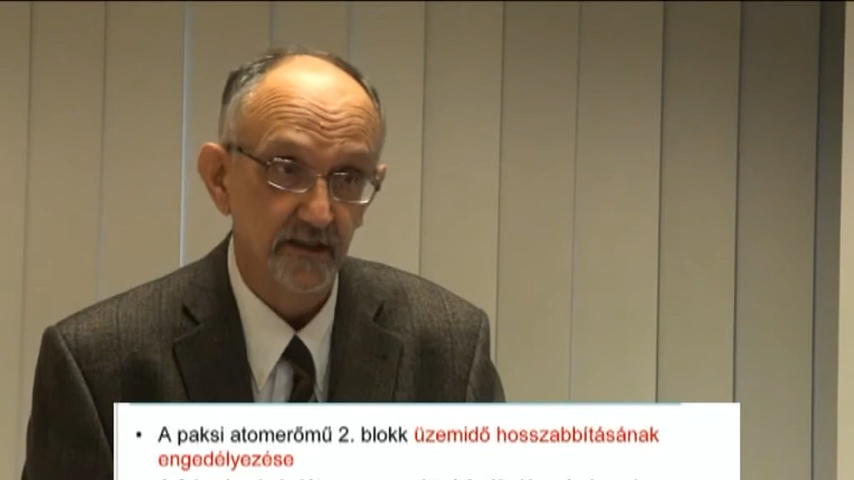 • A paksi atomerőmű 2. blokk üzemidő hosszabbításának
engedélyezése